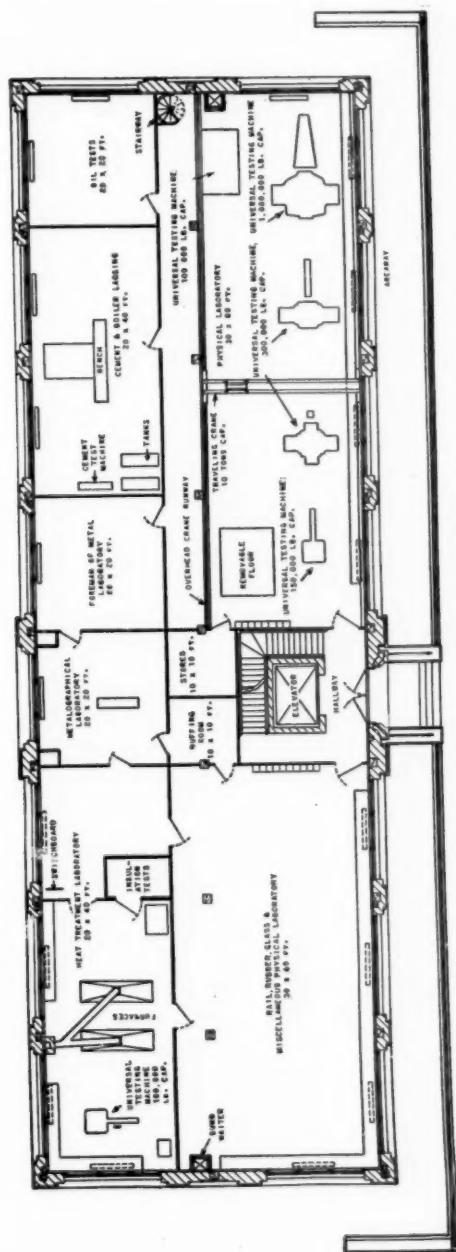 OIL TESTS
20 X 20 FT.
STAIRWAY
CEMENT & BOILER LAGGING
20 X 40 FT.
BENCH
CEMENT
TEST
MACHINE
TANKS
UNIVERSAL TESTING MACHINE,
100 000 LB. CAP.
PHYSICAL LABORATORY
30 X 60 FT.
UNIVERSAL TESTING MACHINE
1,000,000 LB. CAP.
UNIVERSAL TESTING MACHINE,
300,000 LB. CAP.
AREAWAY
FOREMAN OF METAL
LABORATORY
20 X 20 FT.
OVERHEAD CRANE RUNWAY
TRAVELING CRANE
10 TONS CAP.
REMOVABLE
FLOOR
UNIVERSAL TESTING MACHINE;
150,000 LB. CAP.
METALOGRAPHICAL
LABORATORY
20 X 20 FT.
STORES
10 X 10 FT.
BUFFING
ROOM
10 X 10 FT.
ELEVATOR
HALLWAY
SWITCHBOARD
HEAT TREATMENT LABORATORY
20 X 40 FT.
INSUL-
ATION
TESTS
FURNACES
UNIVERSAL
TESTING
MACHINE
100,000
LB. CAP.
RAIL, RUBBER, GLASS &
MISCELLANEOUS PHYSICAL LABORATORY
30 X 60 FT.
DUMB
WAITER